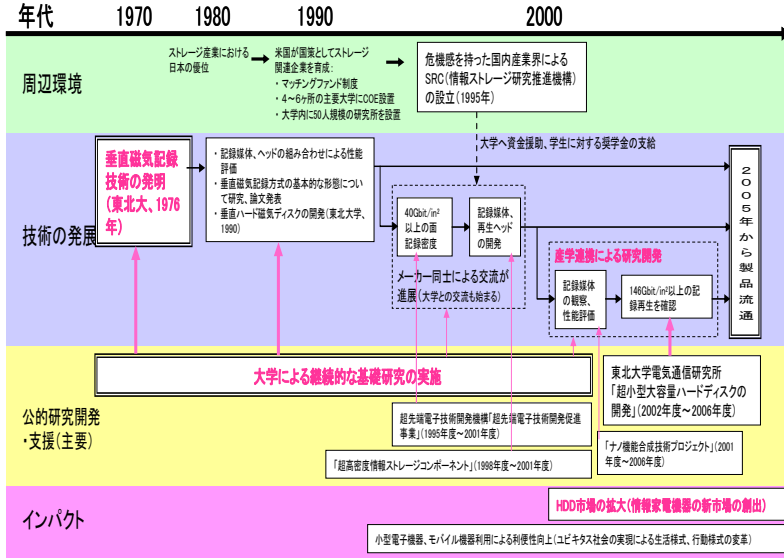 年代
1970
1980
1990
2000
周辺環境
ストレージ産業における
日本の優位
米国が国策としてストレージ
関連企業を育成:
・マッチングファンド制度
・4～6ヶ所の主要大学にCOE設置
・大学内に50人規模の研究所を設置
危機感を持った国内産業界による
SRC(情報ストレージ研究推進機構)
の設立(1995年)
大学へ資金援助、学生に対する奨学金の支給
技術の発展
垂直磁気記録
技術の発明
(東北大、1976
年)
・記録媒体、ヘッドの組み合わせによる性能
評価
・垂直磁気記録方式の基本的な形態につい
て研究、論文発表
・垂直ハード磁気ディスクの開発(東北大学、
1990)
40Gbit/in²
以上の面
記録密度
記録媒体、
再生ヘッド
の開発
メーカー同士による交流が
進展(大学との交流も始まる)
産学連携による研究開発
記録媒体
の観察、
性能評価
146Gbit/in²以上の記
録再生を確認
2005年から製品流通
公的研究開発
・支援(主要)
大学による継続的な基礎研究の実施
超先端電子技術開発機構「超先端電子技術開発促進
事業」(1995年度～2001年度)
「超高密度情報ストレージコンポーネント」(1998年度～2001年度)
東北大学電気通信研究所
「超小型大容量ハードディスクの
開発」(2002年度～2006年度)
「ナノ機能合成技術プロジェクト」(2001
年度～2006年度)
インパクト
HDD市場の拡大(情報家電機器の新市場の創出)
小型電子機器、モバイル機器利用による利便性向上(ユビキタス社会の実現による生活様式、行動様式の変革)